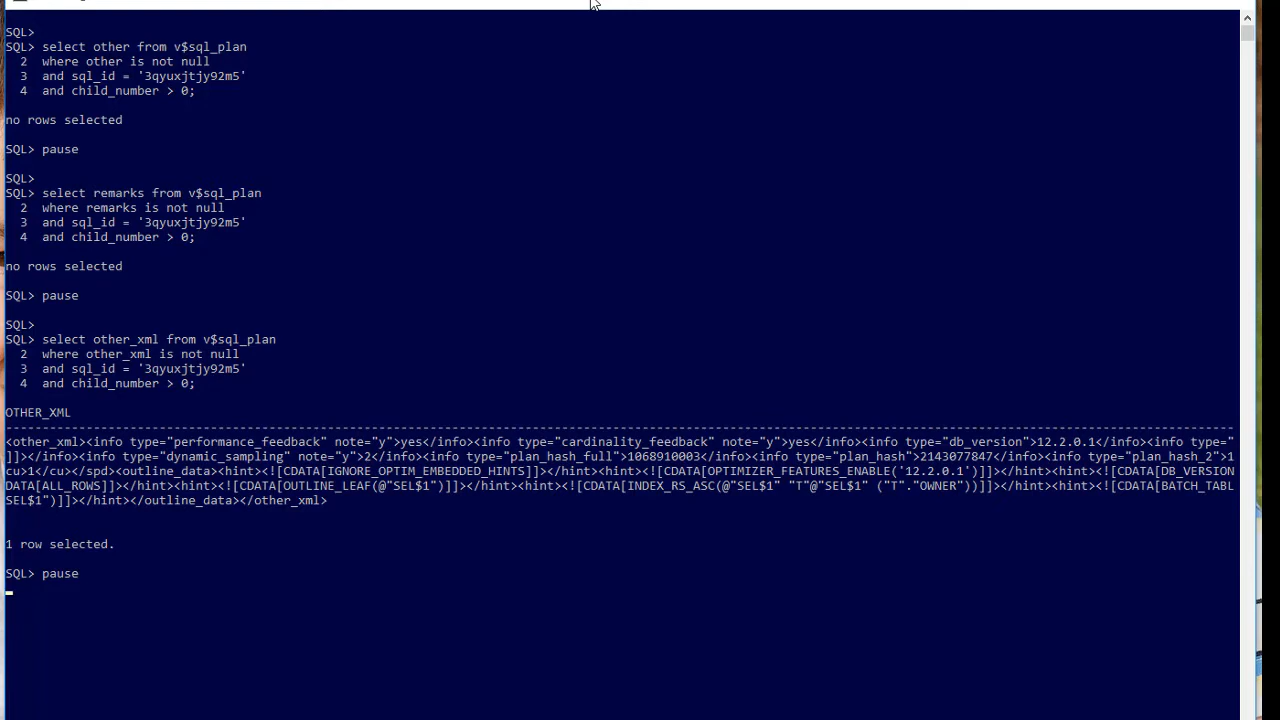 SQL>
SQL> select other from v$sql_plan
  2  where other is not null
  3  and sql_id = '3qyuxjtjy92m5'
  4  and child_number > 0;
no rows selected
SQL> pause
SQL>
SQL> select remarks from v$sql_plan
  2  where remarks is not null
  3  and sql_id = '3qyuxjtjy92m5'
  4  and child_number > 0;
no rows selected
SQL> pause
SQL>
SQL> select other_xml from v$sql_plan
  2  where other_xml is not null
  3  and sql_id = '3qyuxjtjy92m5'
  4  and child_number > 0;
OTHER_XML
<other_xml><info type="performance_feedback" note="y">yes</info><info type="cardinality_feedback" note="y">yes</info><info type="db_version">12.2.0.1</info><info type="
]]></info><info type="dynamic_sampling" note="y">2</info><info type="plan_hash_full">1068910003</info><info type="plan_hash">2143077847</info><info type="plan_hash_2">1
cu>1</cu></spd><outline_data><hint><![CDATA[IGNORE_OPTIM_EMBEDDED_HINTS]]></hint><hint><![CDATA[OPTIMIZER_FEATURES_ENABLE('12.2.0.1')]]></hint><hint><![CDATA[DB_VERSION
DATA[ALL_ROWS]]></hint><hint><![CDATA[OUTLINE_LEAF(@"SEL$1")]]></hint><hint><![CDATA[INDEX_RS_ASC(@"SEL$1" "T"@"SEL$1" ("T"."OWNER"))]]></hint><hint><![CDATA[BATCH_TABL
SEL$1")]]></hint></outline_data></other_xml>
1 row selected.
SQL> pause